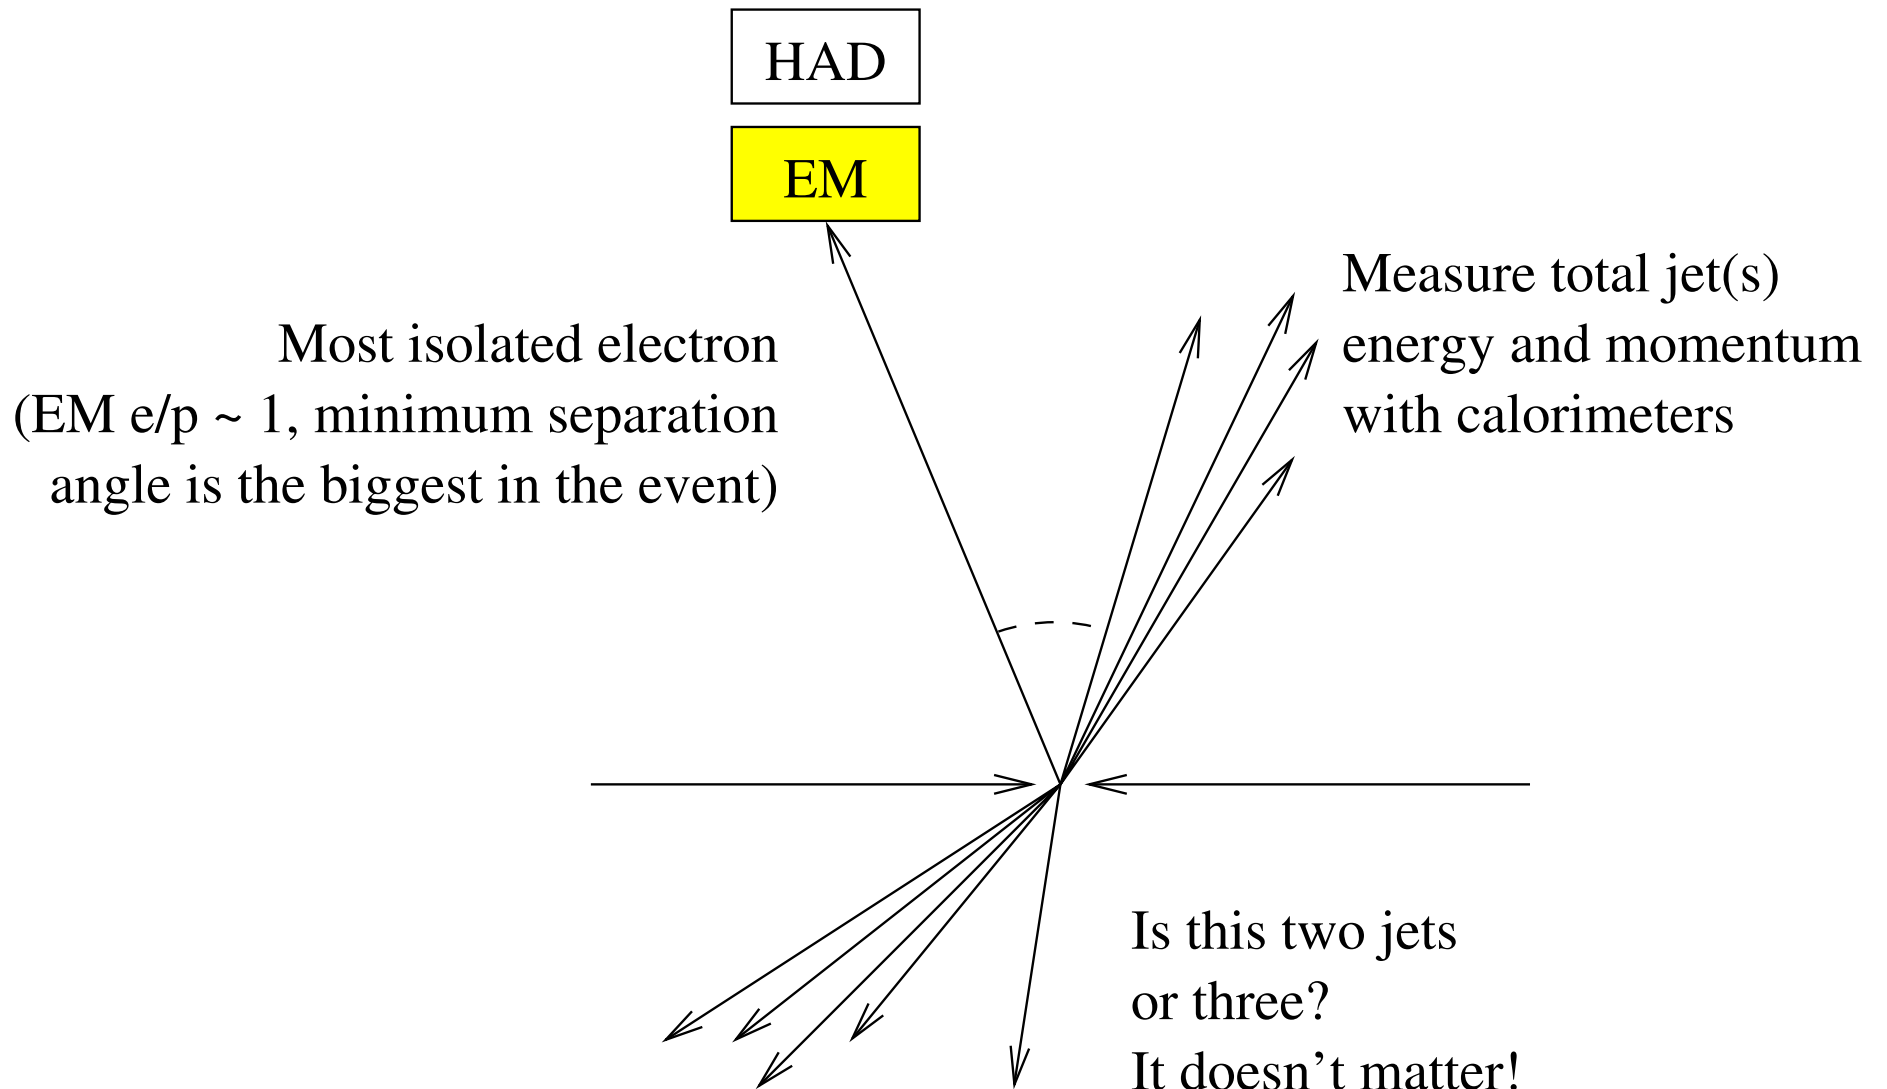 HAD
EM
Most isolated electron
(EM e/p ~ 1, minimum separation
angle is the biggest in the event)
Measure total jet(s)
energy and momentum
with calorimeters
Is this two jets
or three?
It doesn't matter!